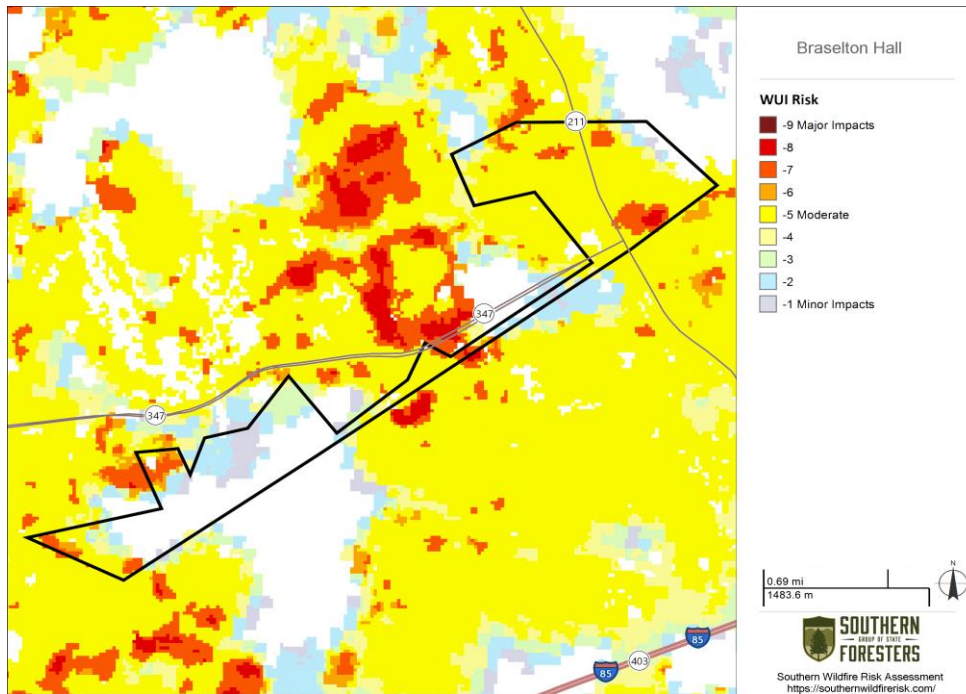 Braselton Hall
WUI Risk
-9 Major Impacts
-8
-7
-6
-5 Moderate
-4
-3
-2
-1 Minor Impacts
211
347
347
85
403
85
0.69 mi
1483.6 m
N
SOUTHERN
GROUP OF STATE
FORESTERS
Southern Wildfire Risk Assessment
https://southernwildfirerisk.com/